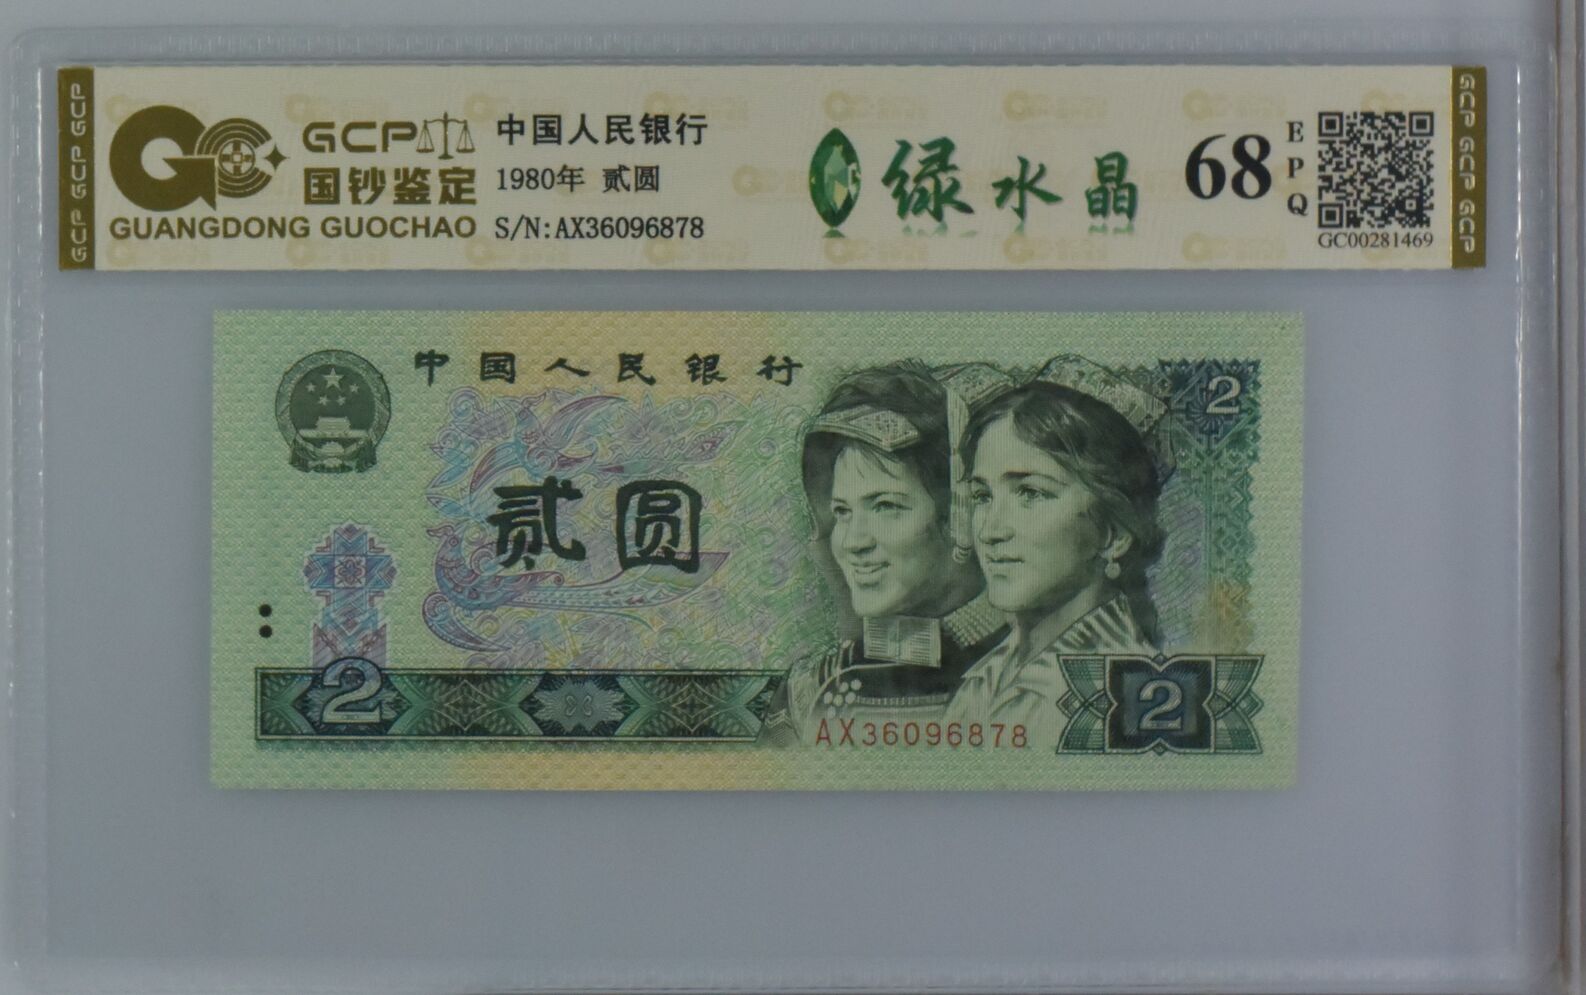 GCP GCP GCP
GCP
国钞鉴定
GUANGDONG GUOCHAO
中国人民银行
1980年 贰圆
S/N:AX36096878
绿水晶
68
EPQ
GC00281469
GCP GCP GCP
中国人民银行
2
贰圆
2
AX36096878
2